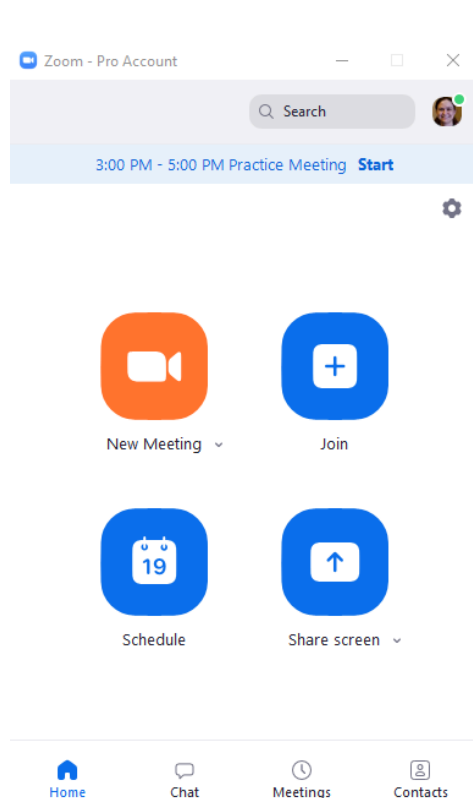 Zoom - Pro Account
Search
3:00 PM - 5:00 PM Practice Meeting Start
New Meeting
Join
19
Schedule
Share screen
Home
Chat
Meetings
Contacts